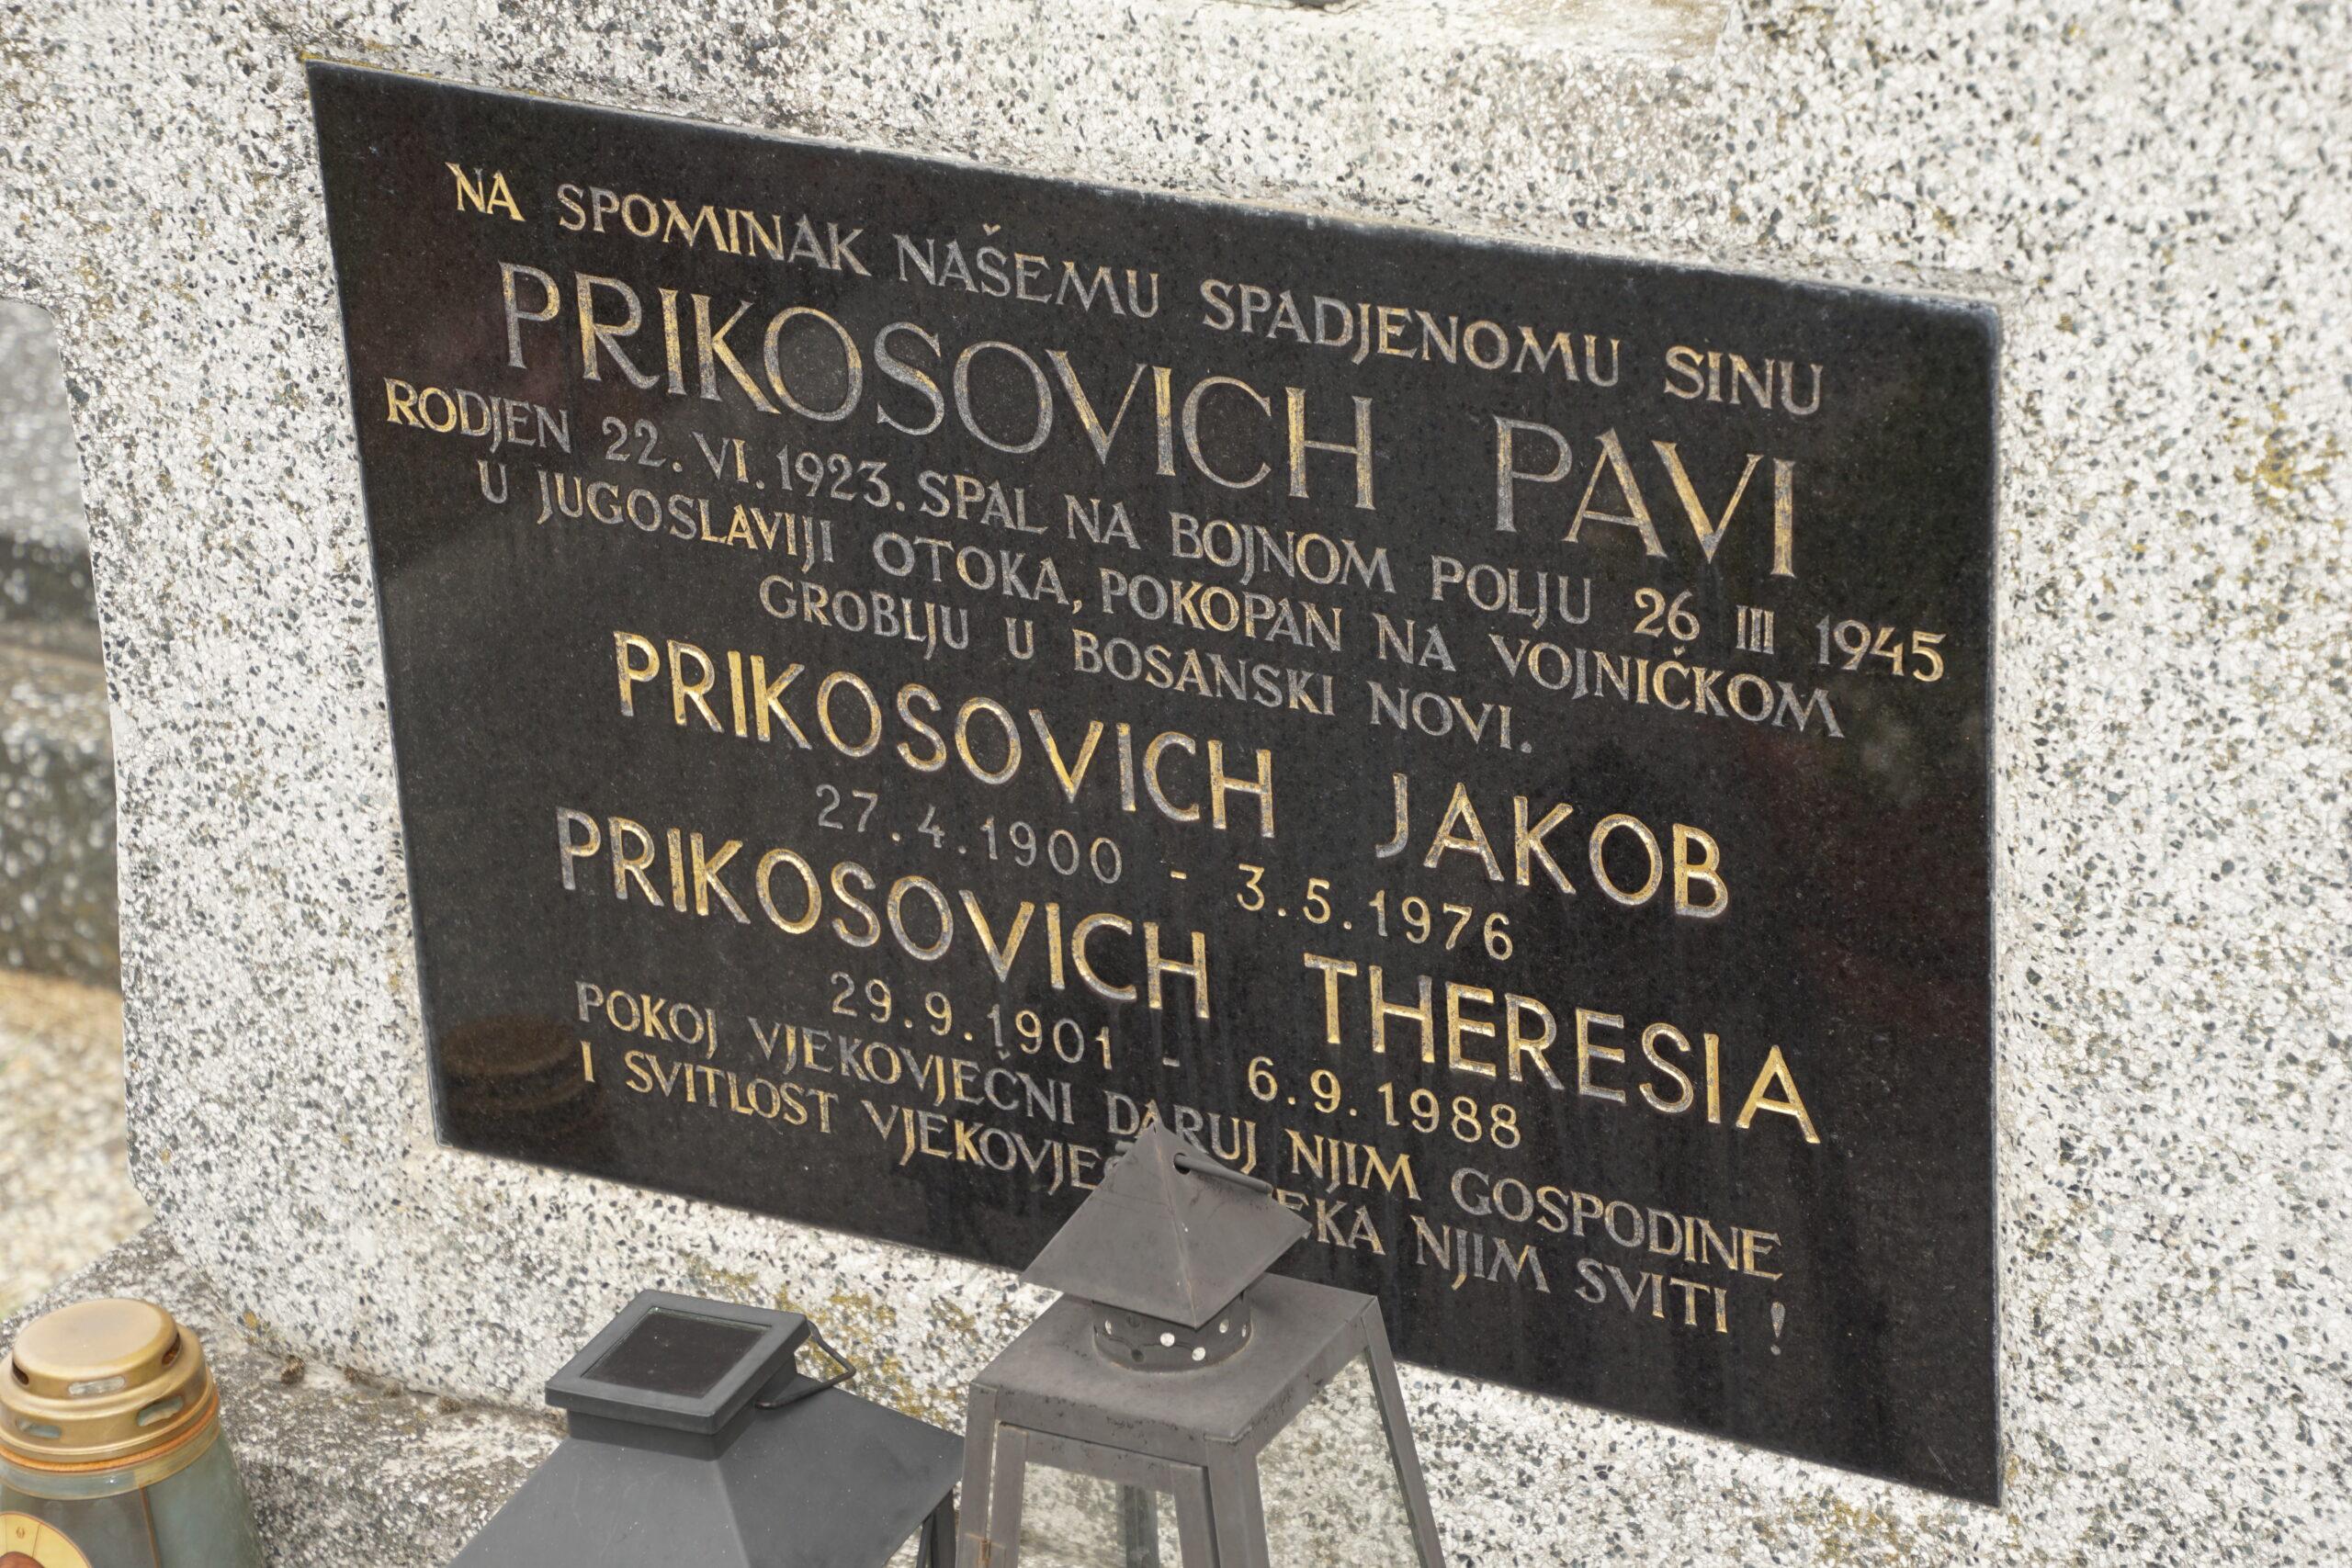 NA SPOMINAK NAŠEMU SPADJENOMU SINU
PRIKOSOVICH PAVI
RODJEN 22. VI. 1923. SPAL NA BOJNOM POLJU 26 III 1945
U JUGOSLAVIJI OTOKA, POKOPAN NA VOJNIČKOM
GROBLJU U BOSANSKI NOVI.
PRIKOSOVICH JAKOB
27.4.1900 - 3.5.1976
PRIKOSOVICH THERESIA
29.9.1901 - 6.9.1988
POKOJ VJEKOVJEČNI DARUJ NJIM GOSPODINE
I SVITLOST NJIM SVITI !